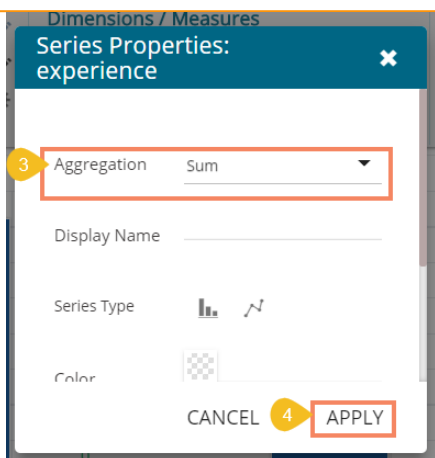 Dimensions / Measures
Series Properties:
experience
3 Aggregation Sum
Display Name
Series Type
Color
CANCEL 4 APPLY